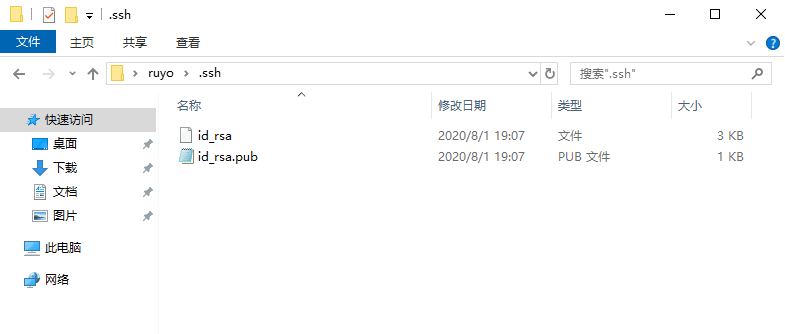 .ssh
文件 主页 共享 查看
ruyo .ssh 搜索".ssh"
名称 修改日期 类型 大小
快速访问
桌面
下载
文档
图片
此电脑
网络
id_rsa 2020/8/1 19:07 文件 3 KB
id_rsa.pub 2020/8/1 19:07 PUB 文件 1 KB